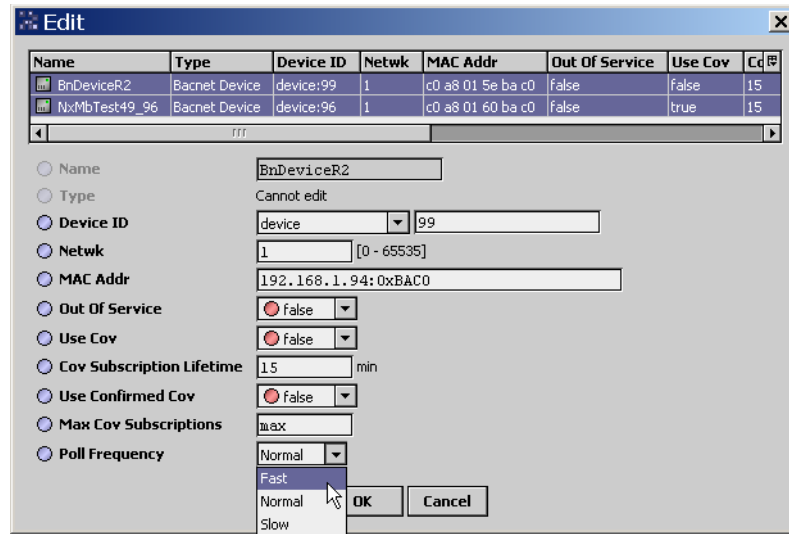 Edit
Name Type Device ID Netwk MAC Addr Out Of Service Use Cov
BnDeviceR2 Bacnet Device device:99 1 c0 a8 01 5e ba c0 false false 15
NxMbTest49_96 Bacnet Device device:96 1 c0 a8 01 60 ba c0 false true 15
Name BnDeviceR2
Type Cannot edit
Device ID device 99
Netwk 1 [0 - 65535]
MAC Addr 192.168.1.94:0xBAC0
Out Of Service false
Use Cov false
Cov Subscription Lifetime 15 min
Use Confirmed Cov false
Max Cov Subscriptions max
Poll Frequency Normal
Fast
Normal OK Cancel
Slow